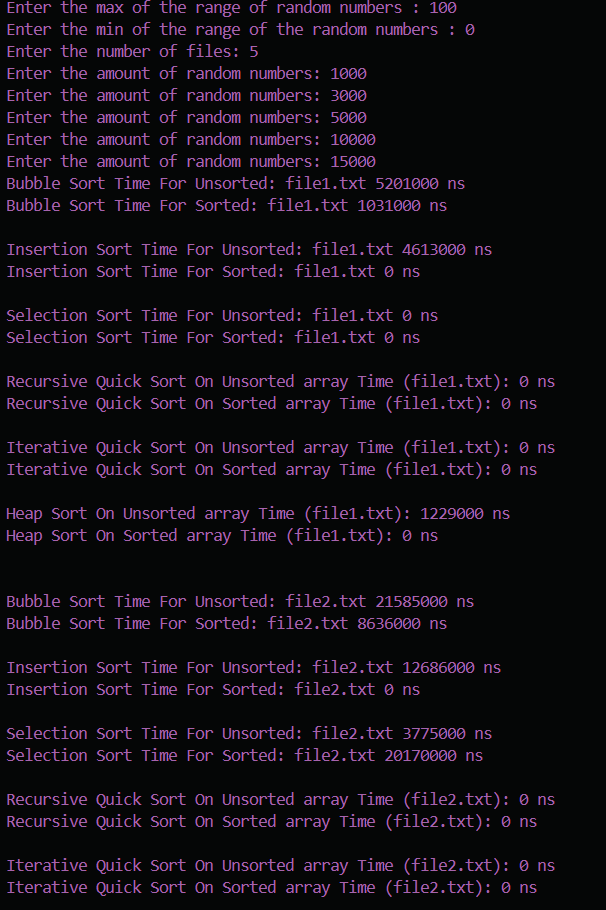 Enter the max of the range of random numbers : 100
Enter the min of the range of the random numbers : 0
Enter the number of files: 5
Enter the amount of random numbers: 1000
Enter the amount of random numbers: 3000
Enter the amount of random numbers: 5000
Enter the amount of random numbers: 10000
Enter the amount of random numbers: 15000
Bubble Sort Time For Unsorted: file1.txt 5201000 ns
Bubble Sort Time For Sorted: file1.txt 1031000 ns
Insertion Sort Time For Unsorted: file1.txt 4613000 ns
Insertion Sort Time For Sorted: file1.txt 0 ns
Selection Sort Time For Unsorted: file1.txt 0 ns
Selection Sort Time For Sorted: file1.txt 0 ns
Recursive Quick Sort On Unsorted array Time (file1.txt): 0 ns
Recursive Quick Sort On Sorted array Time (file1.txt): 0 ns
Iterative Quick Sort On Unsorted array Time (file1.txt): 0 ns
Iterative Quick Sort On Sorted array Time (file1.txt): 0 ns
Heap Sort On Unsorted array Time (file1.txt): 1229000 ns
Heap Sort On Sorted array Time (file1.txt): 0 ns
Bubble Sort Time For Unsorted: file2.txt 21585000 ns
Bubble Sort Time For Sorted: file2.txt 8636000 ns
Insertion Sort Time For Unsorted: file2.txt 12686000 ns
Insertion Sort Time For Sorted: file2.txt 0 ns
Selection Sort Time For Unsorted: file2.txt 3775000 ns
Selection Sort Time For Sorted: file2.txt 20170000 ns
Recursive Quick Sort On Unsorted array Time (file2.txt): 0 ns
Recursive Quick Sort On Sorted array Time (file2.txt): 0 ns
Iterative Quick Sort On Unsorted array Time (file2.txt): 0 ns
Iterative Quick Sort On Sorted array Time (file2.txt): 0 ns